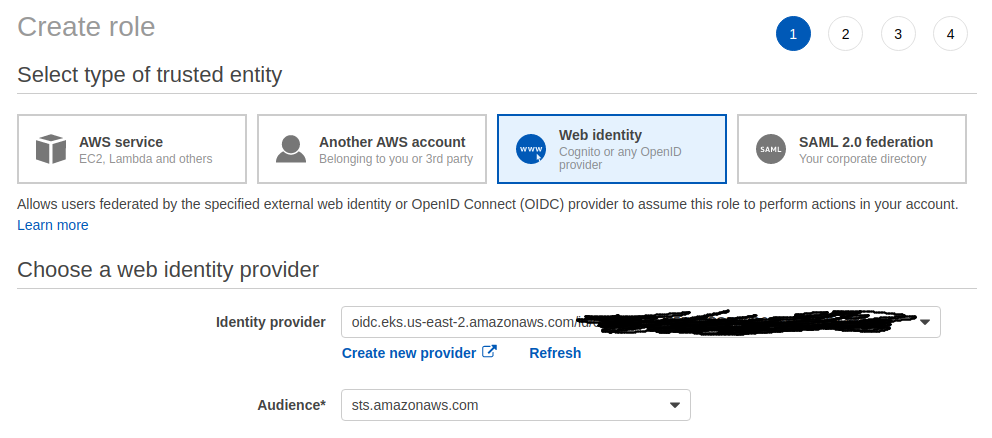 Create role
1 2 3 4
Select type of trusted entity
AWS service
EC2, Lambda and others
Another AWS account
Belonging to you or 3rd party
www
Web identity
Cognito or any OpenID
provider
SAML
SAML 2.0 federation
Your corporate directory
Allows users federated by the specified external web identity or OpenID Connect (OIDC) provider to assume this role to perform actions in your account.
Learn more
Choose a web identity provider
Identity provider oidc.eks.us-east-2.amazonaws.com/
Create new provider Refresh
Audience* sts.amazonaws.com